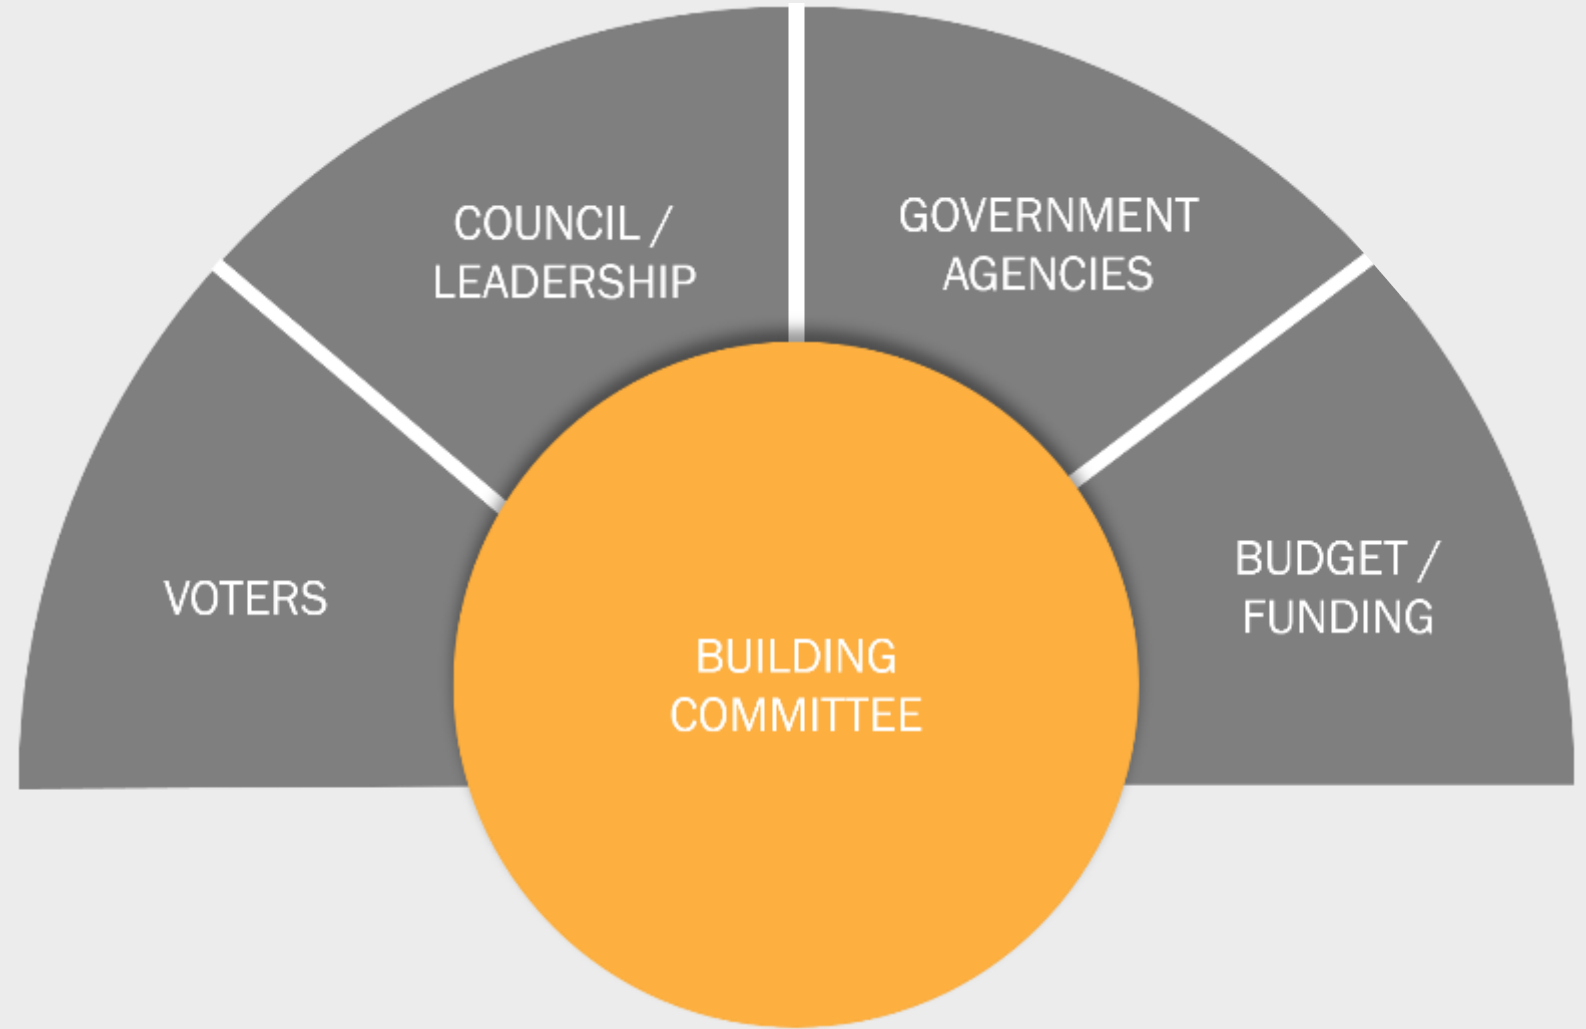 COUNCIL /
LEADERSHIP
GOVERNMENT
AGENCIES
VOTERS
BUDGET /
FUNDING
BUILDING
COMMITTEE